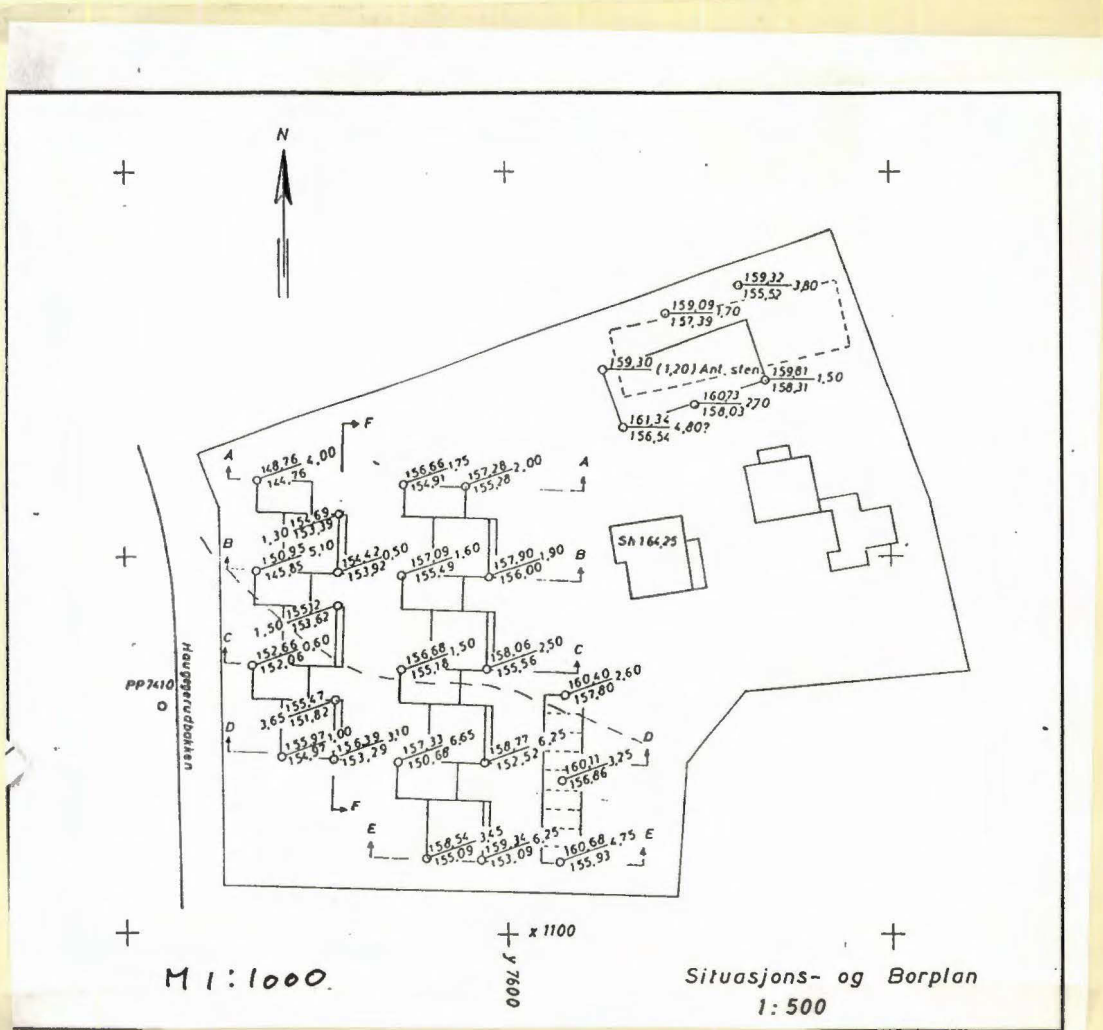 N
159,32 3,80
155,52
159,09 1,70
157,39
159,30 (1,20) Ant. sten.
159,81 1,50
158,31
160,73 2,70
158,03
161,34 4,80?
156,54
F
A
148,76 4,00
144,76
156,66 1,75
154,91
157,28 2,00
155,28
A
1,30 154,69
153,39
Sh 164,25
B
150,95 5,10
145,85
154,42 0,50
153,92
157,09 1,60
155,49
157,90 1,90
156,00
B
1,50 155,12
153,62
C
152,66 0,60
152,06
156,68 1,50
155,18
158,06 2,50
155,56
C
160,40 2,60
157,80
PP 7410
Haugegerudbakken
3,65 155,47
151,82
D
155,97 1,00
154,97
156,39 3,10
153,29
157,33 6,65
150,68
158,77 6,25
152,52
D
160,11 3,25
156,86
F
E
158,54 3,45
155,09
159,34 6,25
153,09
160,68 4,75
155,93
E
x 1100
y 7600
M 1:1000.
Situasjons- og Borplan
1:500